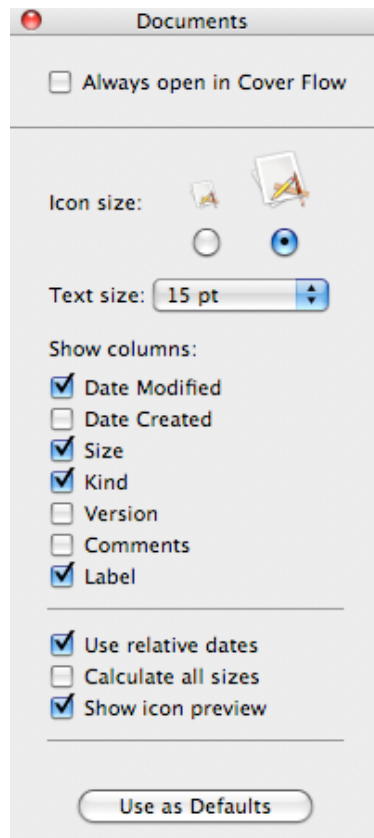 Documents
Always open in Cover Flow
Icon size:
Text size: 15 pt
Show columns:
Date Modified
Date Created
Size
Kind
Version
Comments
Label
Use relative dates
Calculate all sizes
Show icon preview
Use as Defaults